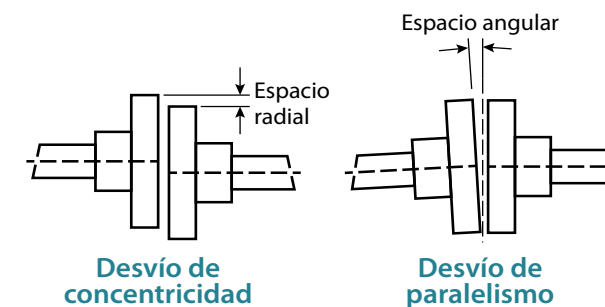 Espacio angular
Espacio
radial
Desvío de
concentricidad
Desvío de
paralelismo